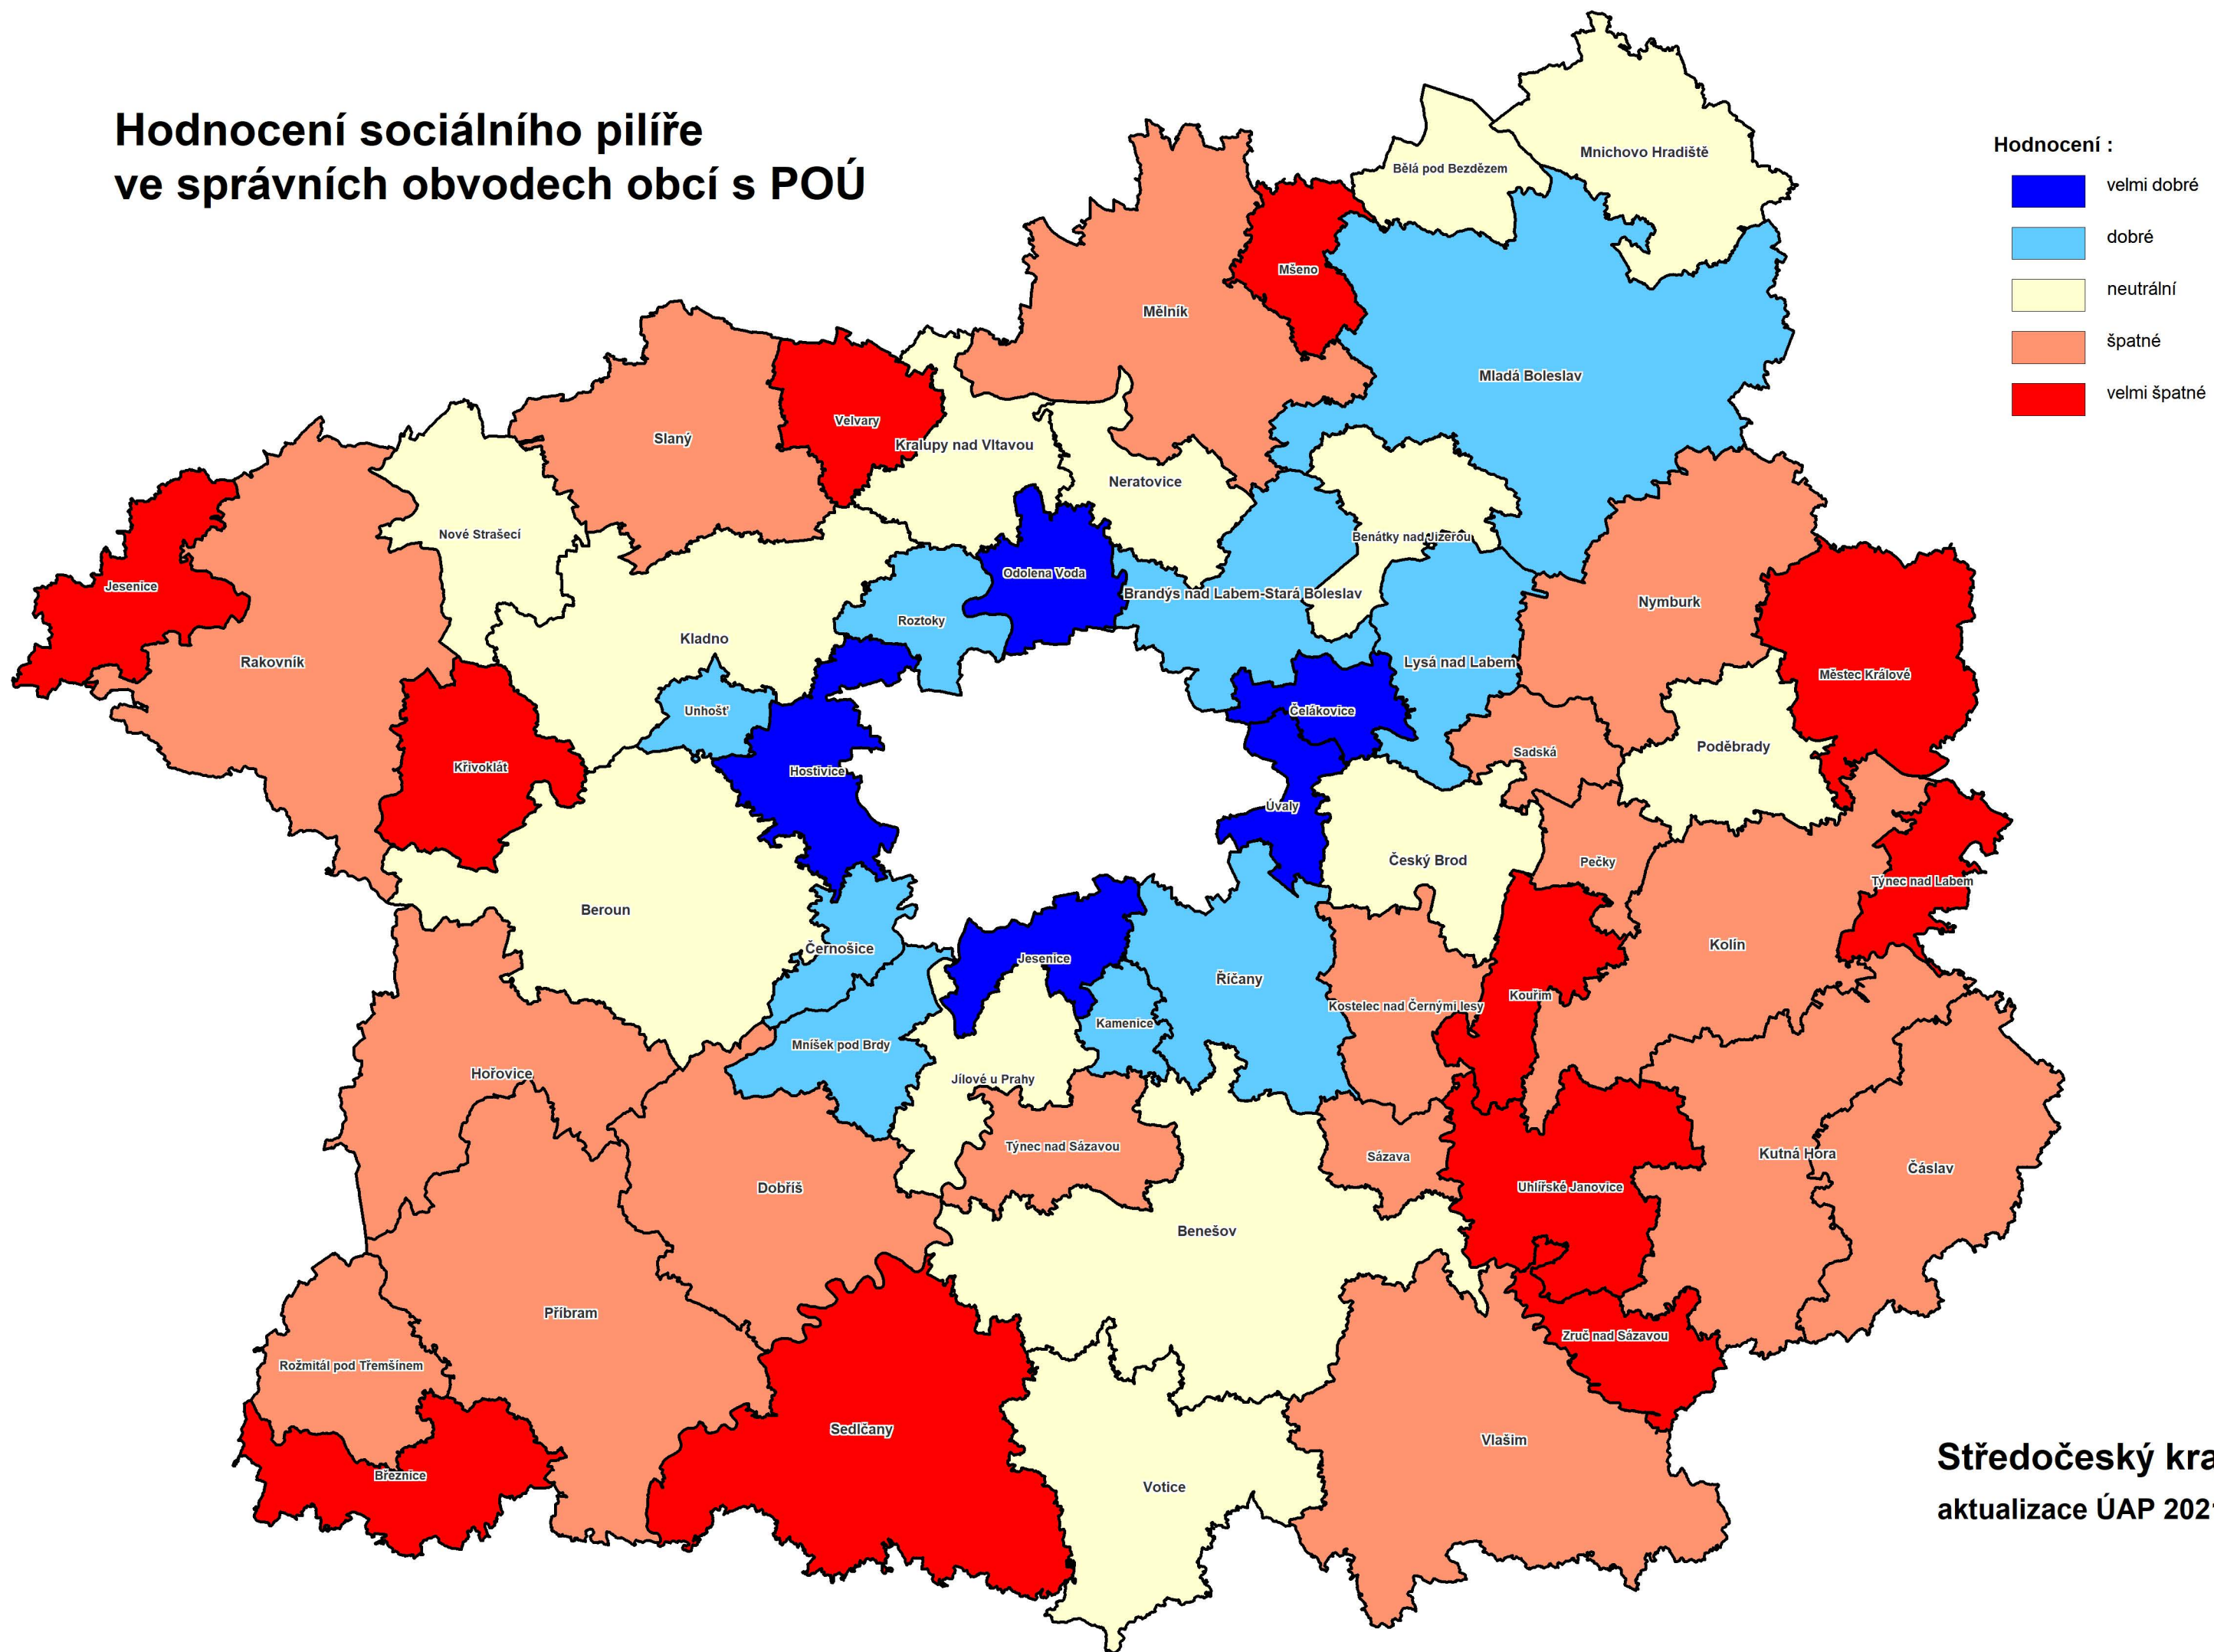 Hodnocení sociálního pilíře
ve správních obvodech obcí s POÚ
Hodnocení :
velmi dobré
dobré
neutrální
špatné
velmi špatné
Mnichovo Hradiště
Bělá pod Bezdězem
Mšeno
Mělník
Mladá Boleslav
Velvary
Slaný
Kralupy nad Vltavou
Neratovice
Nové Strašecí
Benátky nad Jizerou
Odolena Voda
Jesenice
Brandýs nad Labem-Stará Boleslav
Nymburk
Roztoky
Kladno
Rakovník
Lysá nad Labem
Městec Králové
Unhošť
Čelákovice
Poděbrady
Sadská
Křivoklát
Hostivice
Úvaly
Český Brod
Pečky
Týnec nad Labem
Beroun
Černošice
Kolín
Jesenice
Říčany
Kouřim
Kostelec nad Černými lesy
Kamenice
Mníšek pod Brdy
Hořovice
Jílové u Prahy
Týnec nad Sázavou
Sázava
Kutná Hora
Čáslav
Dobříš
Uhlířské Janovice
Benešov
Příbram
Zruč nad Sázavou
Rožmitál pod Třemšínem
Sedlčany
Vlašim
Březnice
Votice
Středočeský kra
aktualizace ÚAP 202